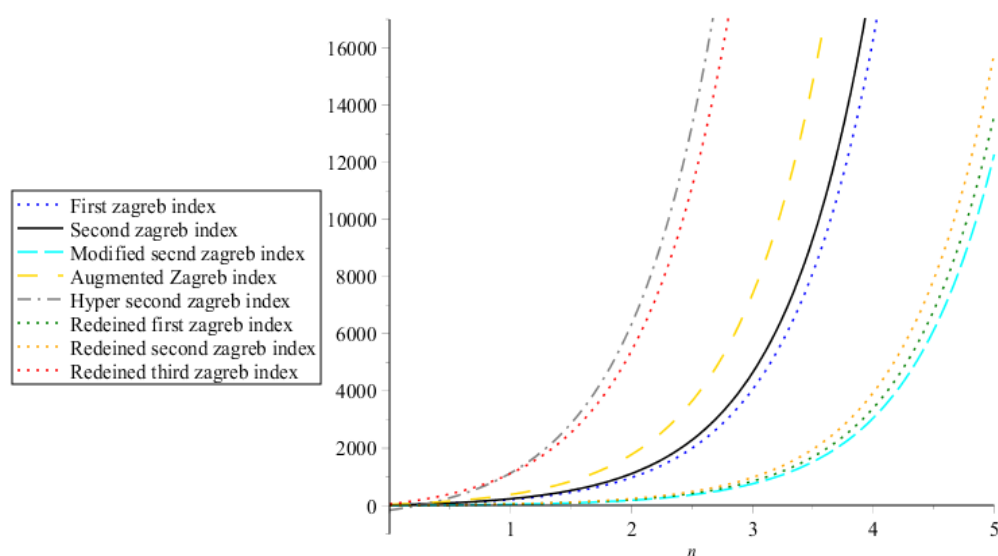 16000
14000
12000
10000
8000
6000
4000
2000
0
1
2
3
4
5
n
First zagreb index
Second zagreb index
Modified secnd zagreb index
Augmented Zagreb index
Hyper second zagreb index
Redeined first zagreb index
Redeined second zagreb index
Redeined third zagreb index